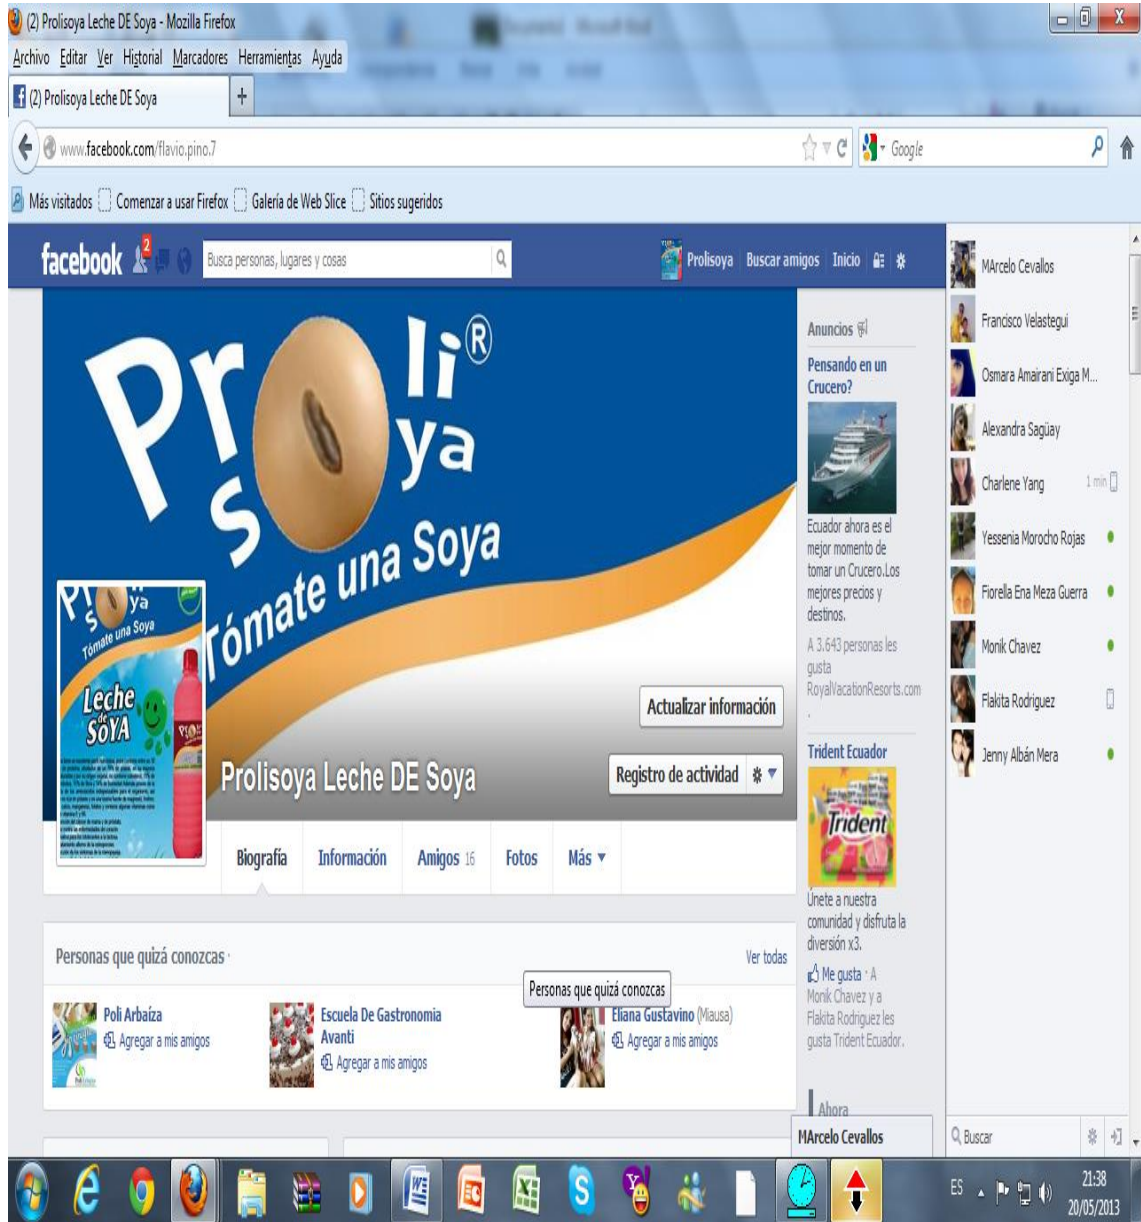 (2) Prolisoya Leche DE Soya - Mozilla Firefox
Archivo Editar Ver Historial Marcadores Herramientas Ayuda
(2) Prolisoya Leche DE Soya +
www.facebook.com/flavio.pino.7
Google
Más visitados Comenzar a usar Firefox Galería de Web Slice Sitios sugeridos
facebook 2 Busca personas, lugares y cosas
Prolisoya Buscar amigos Inicio
Pr li®
s ya
Tómate una Soya
Pr
s ya
Tómate una Soya
Leche
de
SOYA
Actualizar información
Prolisoya Leche DE Soya
Registro de actividad
Biografía Información Amigos 16 Fotos Más
Personas que quizá conozcas ·
Ver todas
Personas que quizá conozcas
Poli Arbaíza
Agregar a mis amigos
Escuela De Gastronomia
Avanti
Agregar a mis amigos
Eliana Gustavino (Miausa)
Agregar a mis amigos
Anuncios
Pensando en un
Crucero?
Ecuador ahora es el
mejor momento de
tomar un Crucero.Los
mejores precios y
destinos.
A 3.643 personas les
gusta
RoyalVacationResorts.com
.
Trident Ecuador
Trident
Únete a nuestra
comunidad y disfruta la
diversión x3.
Me gusta · A
Monik Chavez y a
Flakita Rodriguez les
gusta Trident Ecuador.
Ahora
MArcelo Cevallos
MArcelo Cevallos
Francisco Velastegui
Osmara Amairani Exiga M...
Alexandra Sagüay
Charlene Yang 1 min
Yessenia Morocho Rojas
Fiorella Ena Meza Guerra
Monik Chavez
Flakita Rodriguez
Jenny Albán Mera
Buscar
ES
21:38
20/05/2013